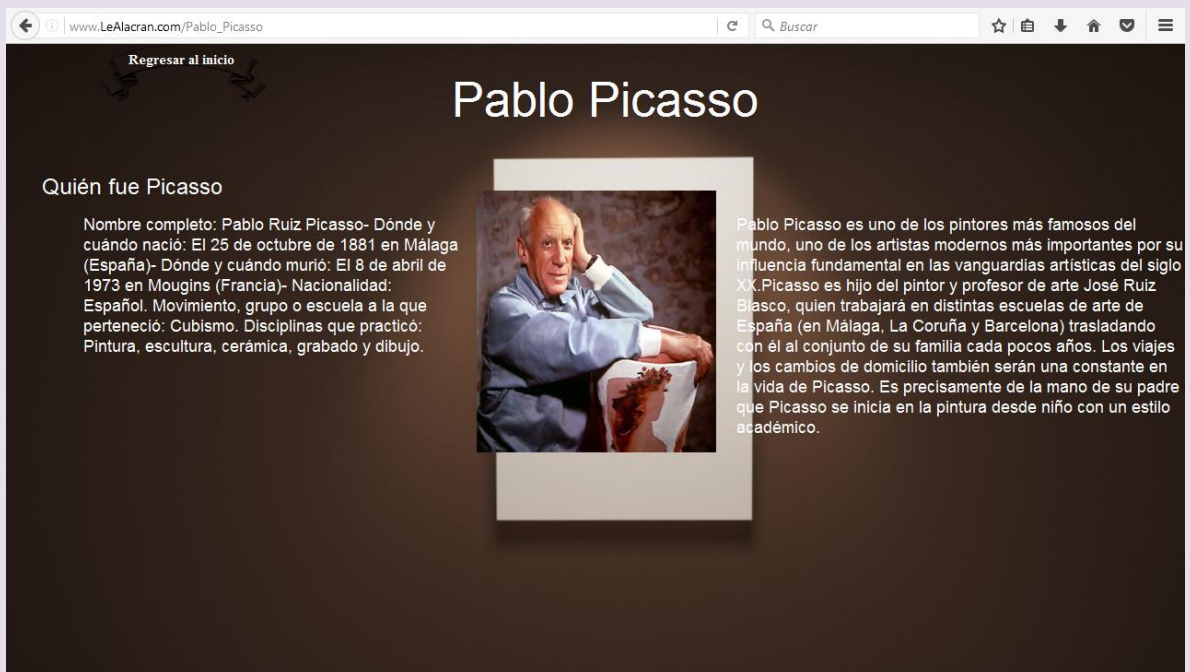 www.LeAlacran.com/Pablo_Picasso
Buscar
Regresar al inicio
Pablo Picasso
Quién fue Picasso
Nombre completo: Pablo Ruiz Picasso- Dónde y
cuándo nació: El 25 de octubre de 1881 en Málaga
(España)- Dónde y cuándo murió: El 8 de abril de
1973 en Mougins (Francia)- Nacionalidad:
Español. Movimiento, grupo o escuela a la que
perteneció: Cubismo. Disciplinas que practicó:
Pintura, escultura, cerámica, grabado y dibujo.
Pablo Picasso es uno de los pintores más famosos del
mundo, uno de los artistas modernos más importantes por su
influencia fundamental en las vanguardias artísticas del siglo
XX.Picasso es hijo del pintor y profesor de arte José Ruiz
Blasco, quien trabajará en distintas escuelas de arte de
España (en Málaga, La Coruña y Barcelona) trasladando
con él al conjunto de su familia cada pocos años. Los viajes
y los cambios de domicilio también serán una constante en
la vida de Picasso. Es precisamente de la mano de su padre
que Picasso se inicia en la pintura desde niño con un estilo
académico.